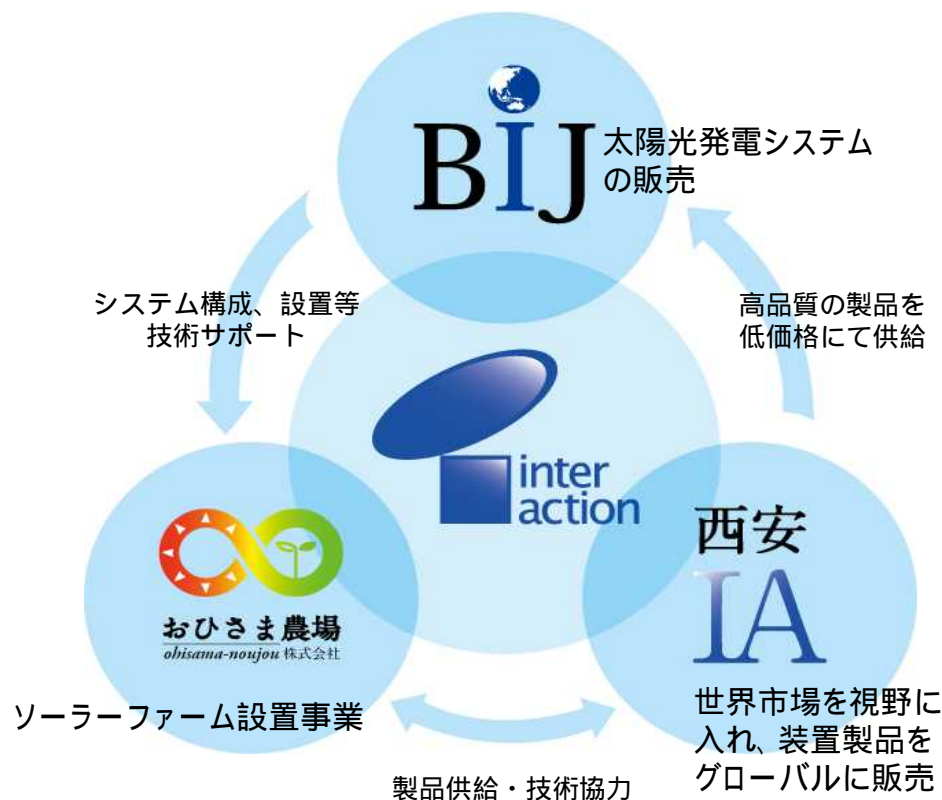 BIJ
太陽光発電システム
の販売
システム構成、設置等
技術サポート
高品質の製品を
低価格にて供給
inter
action
おひさま農場
ohisama-noujou 株式会社
ソーラーファーム設置事業
西安
IA
世界市場を視野に
入れ、装置製品を
グローバルに販売
製品供給・技術協力